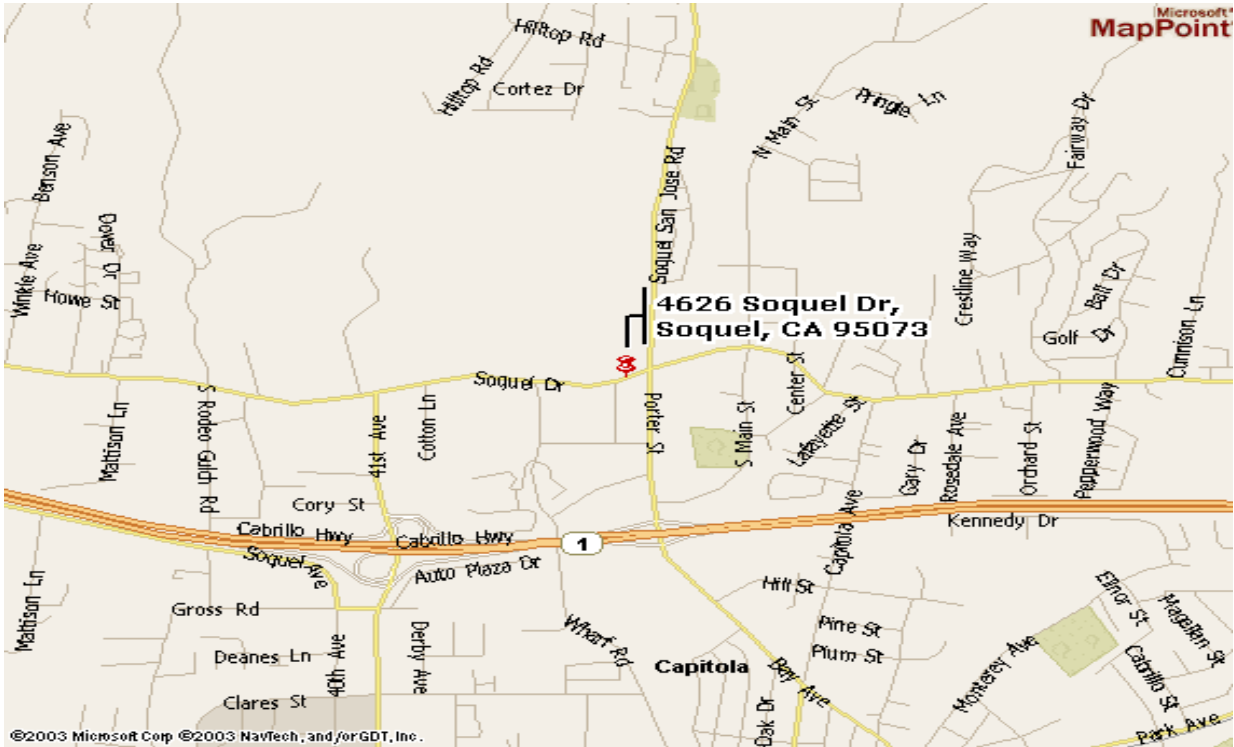 Microsoft®
MapPoint®
Hilltop Rd
Hilltop Rd
Cortez Dr
Pringle Ln
N Main St
Fairway Dr
Benson Ave
Soquel San Jose Rd
Dover Dr
Winkle Ave
Howe St
Crestline Way
Ball Dr
Golf Dr
Cunnison Ln
4626 Soquel Dr,
Soquel, CA 95073
Soquel Dr
Mattison Ln
S Rodeo Gulch Rd
41st Ave
Cotton Ln
Porter St
S Main St
Center St
Lafayette St
Gary Dr
Rosedale Ave
Orchard St
Pepperwood Way
Cory St
Cabrillo Hwy
Cabrillo Hwy
1
Capitola Ave
Kennedy Dr
Soquel Ave
Auto Plaza Dr
Mattison Ln
Gross Rd
Hill St
Elinor St
Magellan St
Deanes Ln
40th Ave
Derby Ave
Wharf Rd
Capitola
Pine St
Plum St
Bay Ave
Monterey Ave
Cabrillo St
Clares St
Oak Dr
Park Ave
©2003 Microsoft Corp ©2003 NavTech, and/or GDT, Inc.